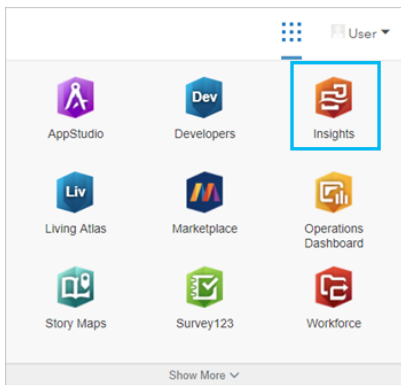 User
AppStudio
Dev
Developers
Insights
Liv
Living Atlas
Marketplace
Operations
Dashboard
Story Maps
Survey123
Workforce
Show More